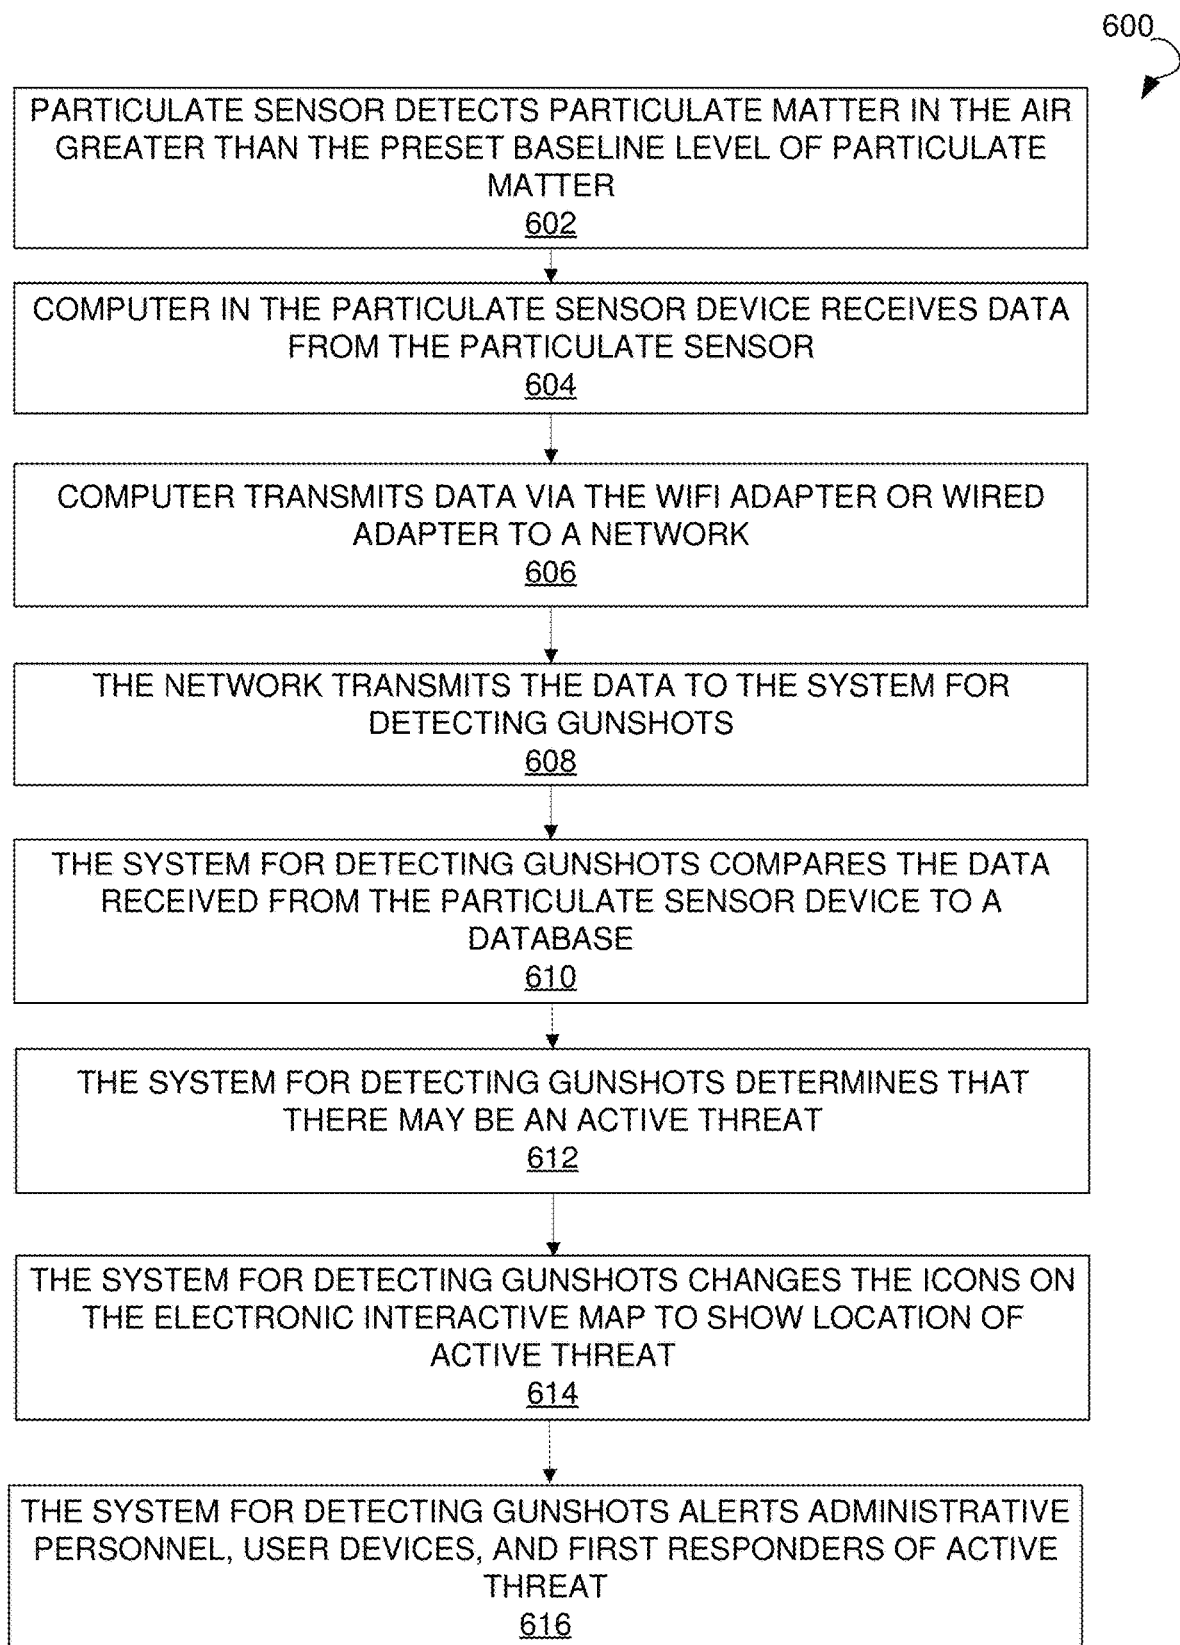 600
PARTICULATE SENSOR DETECTS PARTICULATE MATTER IN THE AIR
GREATER THAN THE PRESET BASELINE LEVEL OF PARTICULATE
MATTER
602
COMPUTER IN THE PARTICULATE SENSOR DEVICE RECEIVES DATA
FROM THE PARTICULATE SENSOR
604
COMPUTER TRANSMITS DATA VIA THE WIFI ADAPTER OR WIRED
ADAPTER TO A NETWORK
606
THE NETWORK TRANSMITS THE DATA TO THE SYSTEM FOR
DETECTING GUNSHOTS
608
THE SYSTEM FOR DETECTING GUNSHOTS COMPARES THE DATA
RECEIVED FROM THE PARTICULATE SENSOR DEVICE TO A
DATABASE
610
THE SYSTEM FOR DETECTING GUNSHOTS DETERMINES THAT
THERE MAY BE AN ACTIVE THREAT
612
THE SYSTEM FOR DETECTING GUNSHOTS CHANGES THE ICONS ON
THE ELECTRONIC INTERACTIVE MAP TO SHOW LOCATION OF
ACTIVE THREAT
614
THE SYSTEM FOR DETECTING GUNSHOTS ALERTS ADMINISTRATIVE
PERSONNEL, USER DEVICES, AND FIRST RESPONDERS OF ACTIVE
THREAT
616